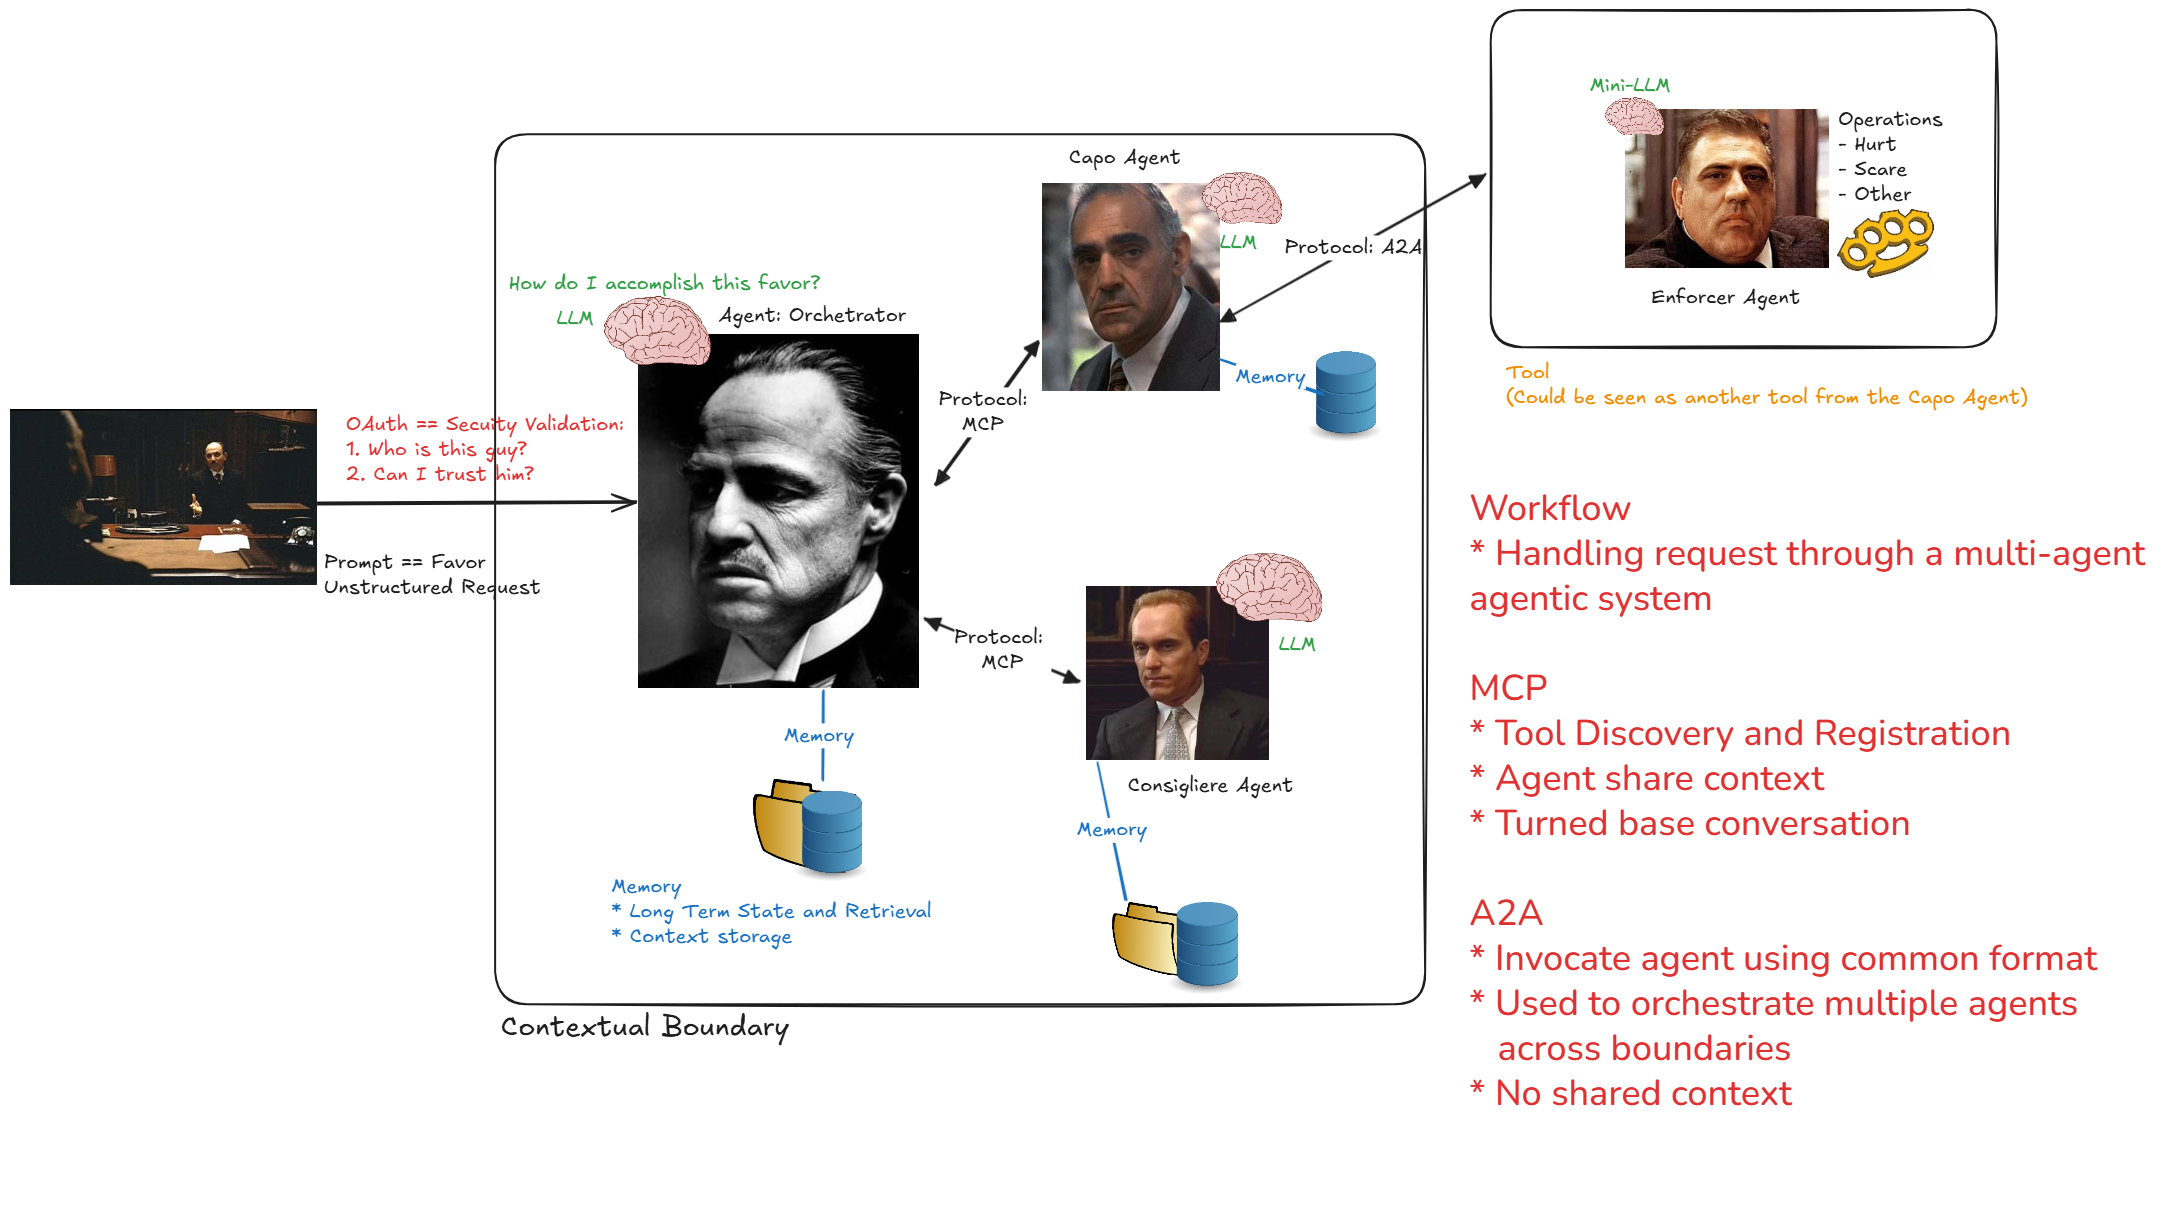 Mini-LLM
Operations
- Hurt
- Scare
- Other
Enforcer Agent
Tool
(Could be seen as another tool from the Capo Agent)
Capo Agent
LLM
Protocol: A2A
Memory
How do I accomplish this favor?
LLM
Agent: Orchetrator
Protocol:
MCP
OAuth == Secuity Validation:
1. Who is this guy?
2. Can I trust him?
Prompt == Favor
Unstructured Request
Protocol:
MCP
LLM
Consigliere Agent
Memory
Memory
Memory
* Long Term State and Retrieval
* Context storage
Contextual Boundary
Workflow
* Handling request through a multi-agent
agentic system
MCP
* Tool Discovery and Registration
* Agent share context
* Turned base conversation
A2A
* Invocate agent using common format
* Used to orchestrate multiple agents
across boundaries
* No shared context